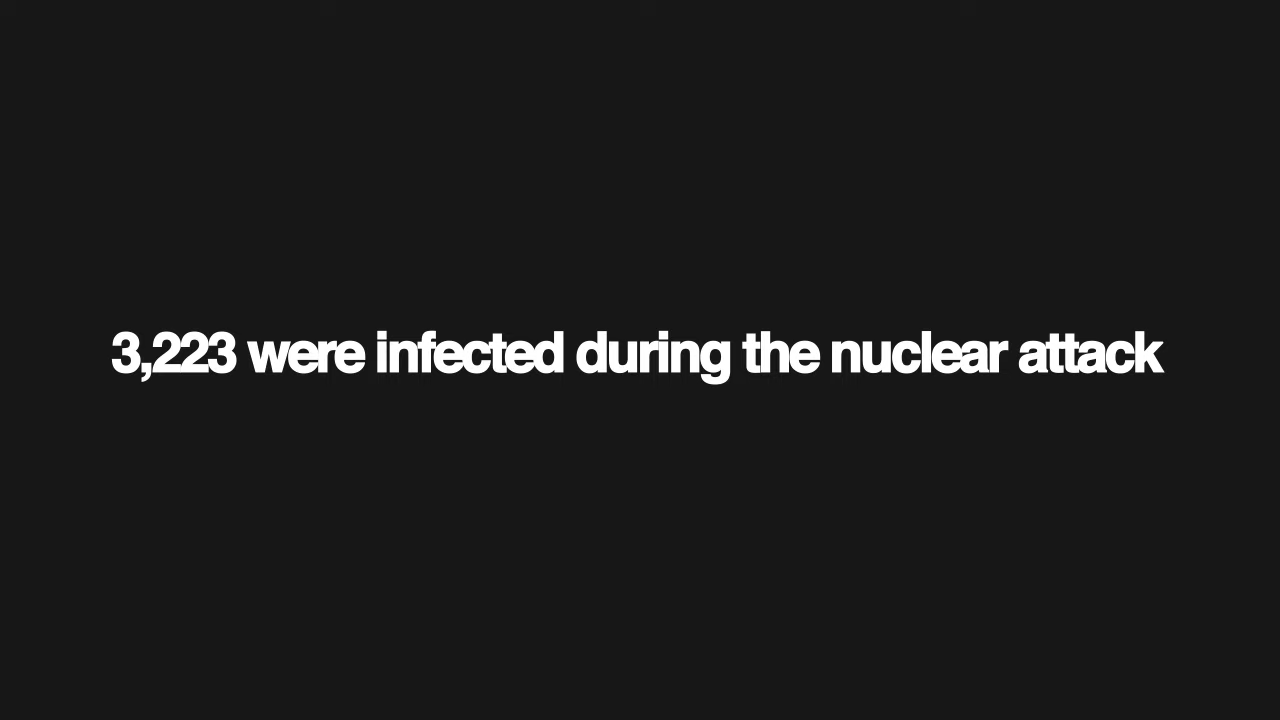 3,223 were infected during the nuclear attack